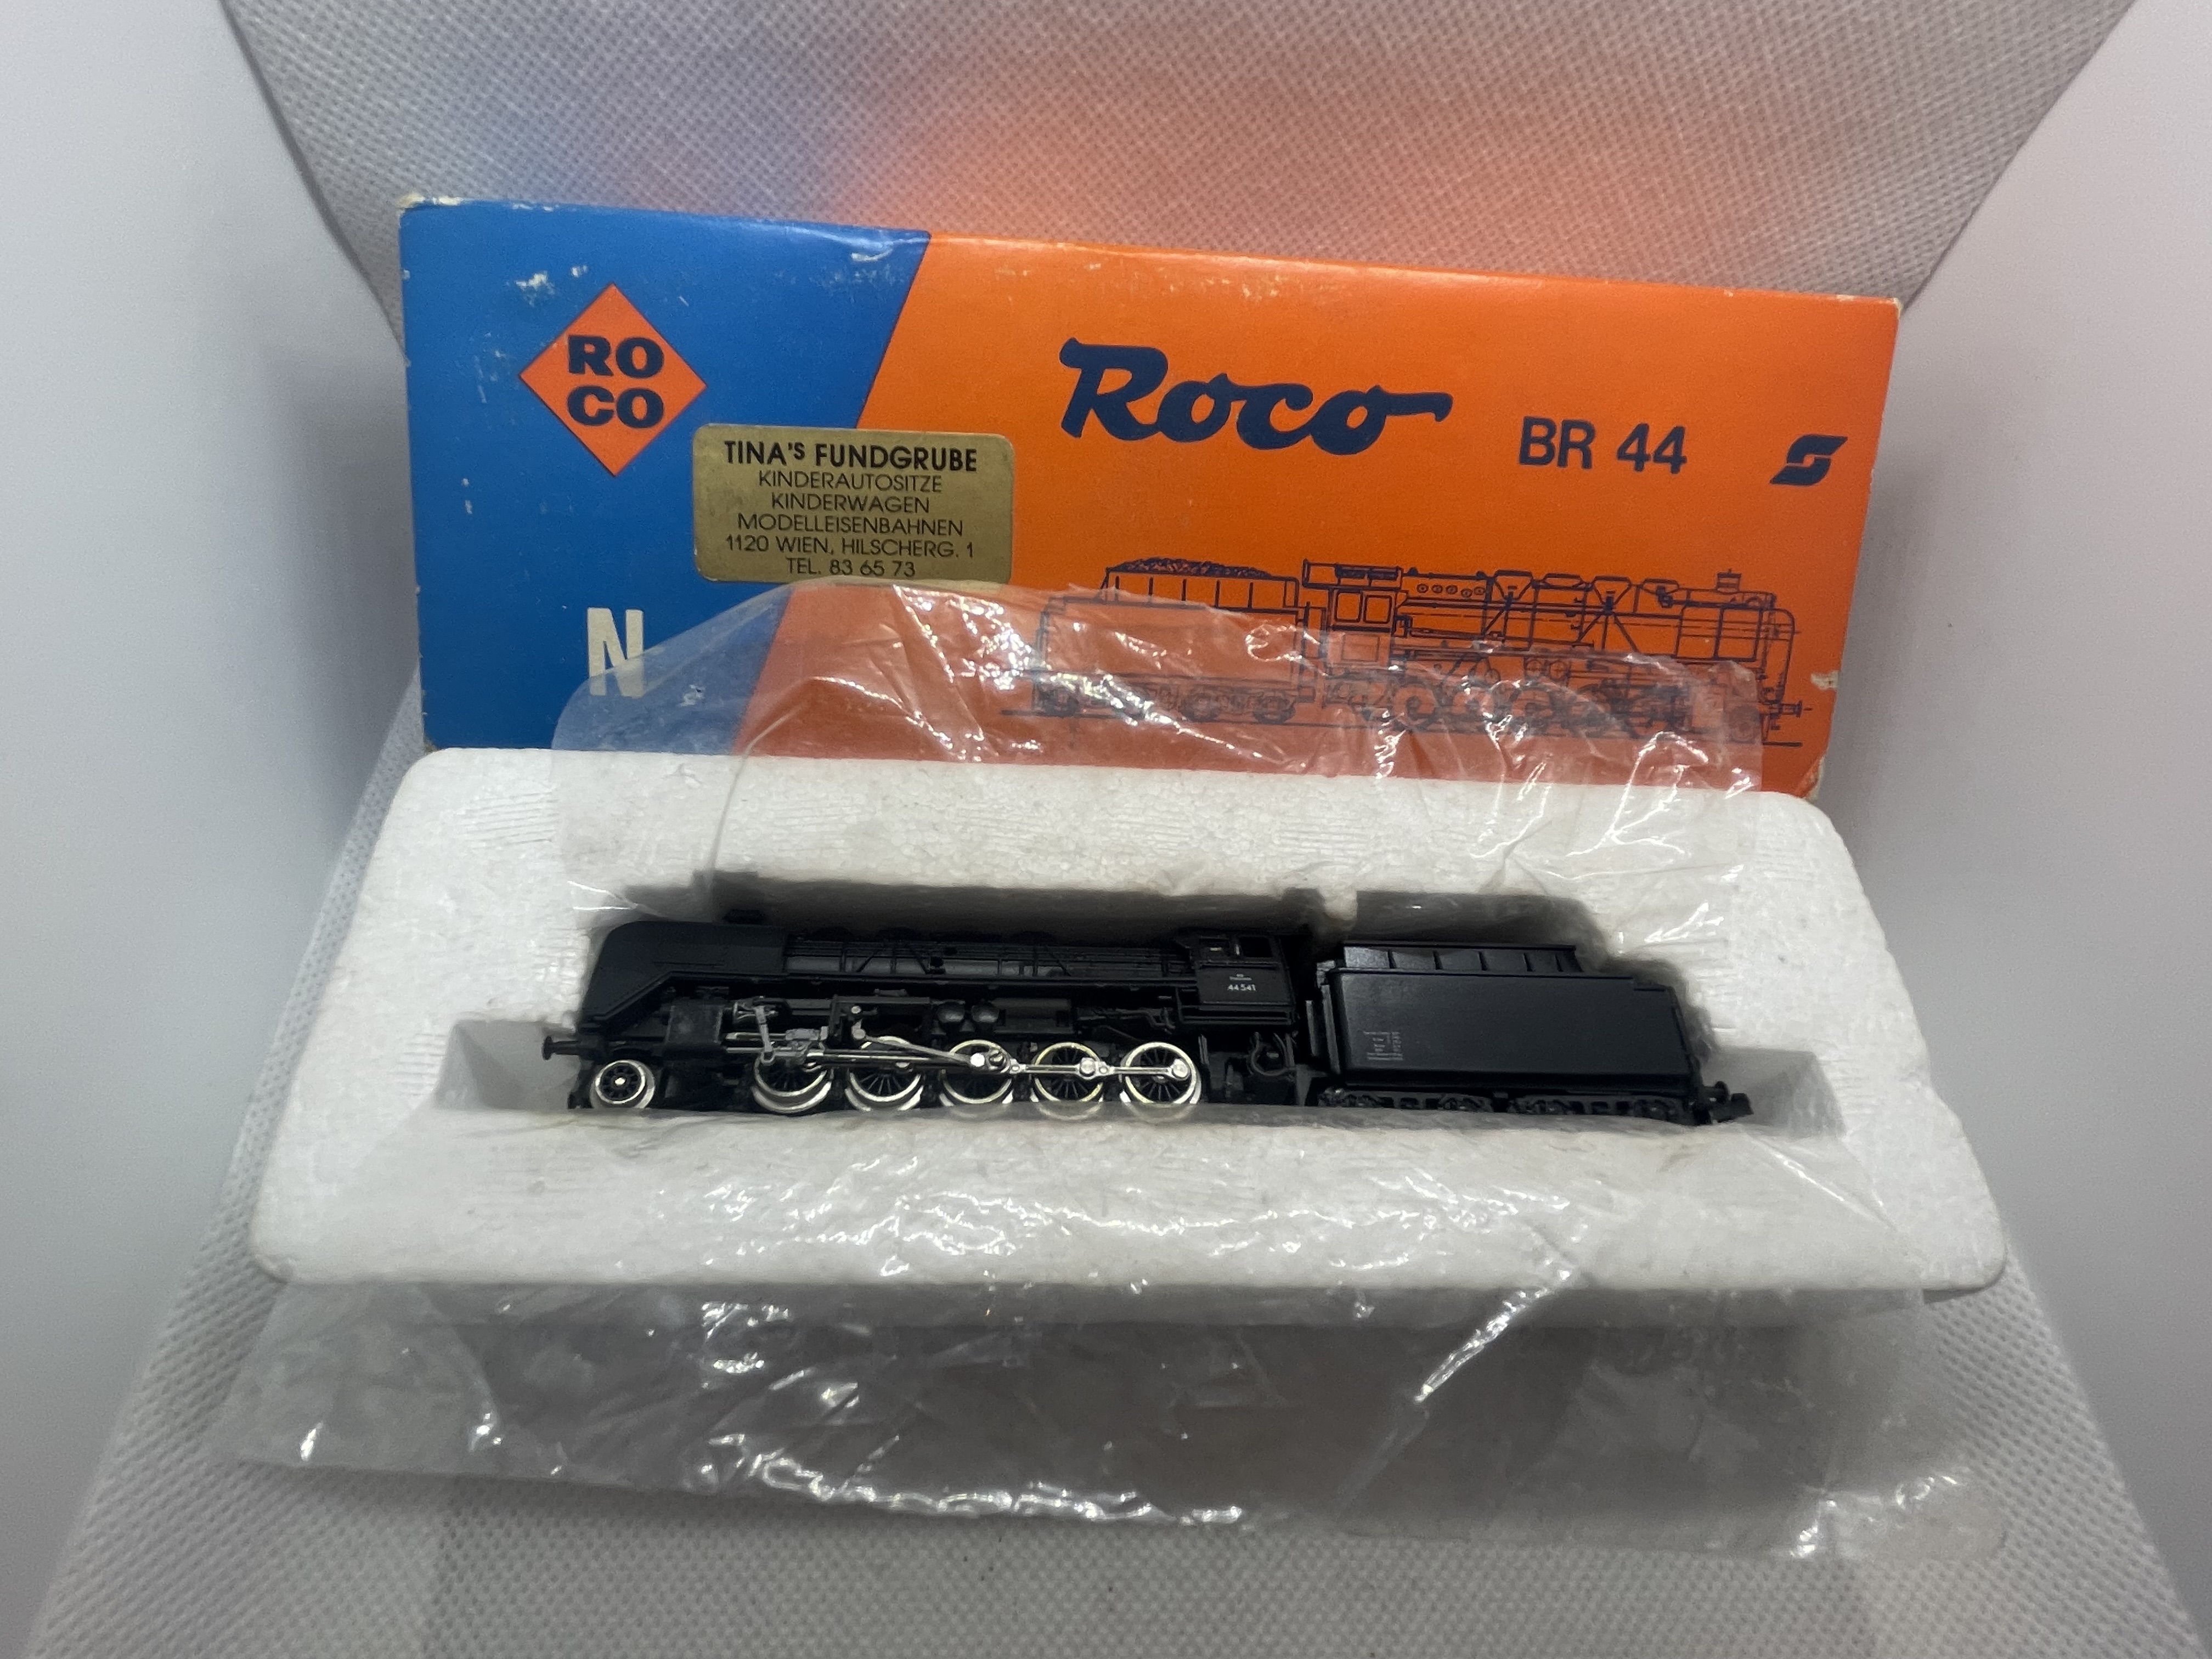 RO
CO
Roco
BR 44
TINA'S FUNDGRUBE
KINDERAUTOSITZE
KINDERWAGEN
MODELLEISENBAHNEN
1120 WIEN, HILSCHERG. 1
TEL. 83 65 73
N
44 541